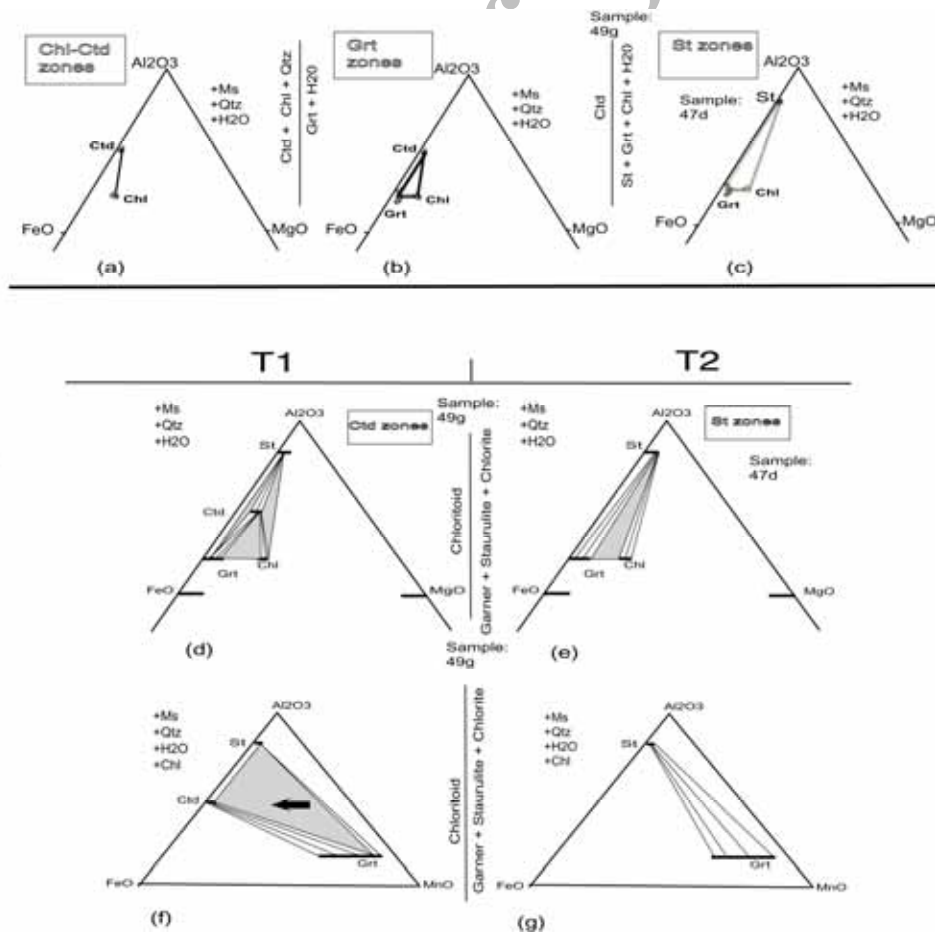 Sample:
49g
Chl-Ctd
zones
Al2O3
+Ms
+Qtz
+H2O
Ctd
Chl
FeO
MgO
(a)
Ctd + Chl + Qtz
Grt + H20
Grt
zones
Al2O3
+Ms
+Qtz
+H2O
Ctd
Grt
Chl
FeO
MgO
(b)
Ctd
St + Grt + Chl + H20
St zones
Al2O3
Sample:
47d
St
+Ms
+Qtz
+H2O
Grt
Chl
FeO
MgO
(c)
T1
T2
+Ms
+Qtz
+H2O
Al2O3
Sample:
49g
Ctd zones
St
Ctd
Grt
Chl
FeO
MgO
(d)
Chloritoid
Garner + Staurulite + Chlorite
Sample:
49g
+Ms
+Qtz
+H2O
Al2O3
St zones
Sample:
47d
St
Grt
Chl
FeO
MgO
(e)
+Ms
+Qtz
+H2O
+Chl
Al2O3
St
Ctd
Grt
FeO
MnO
(f)
Chloritoid
Garner + Staurulite + Chlorite
+Ms
+Qtz
+H2O
+Chl
Al2O3
St
Grt
FeO
MnO
(g)